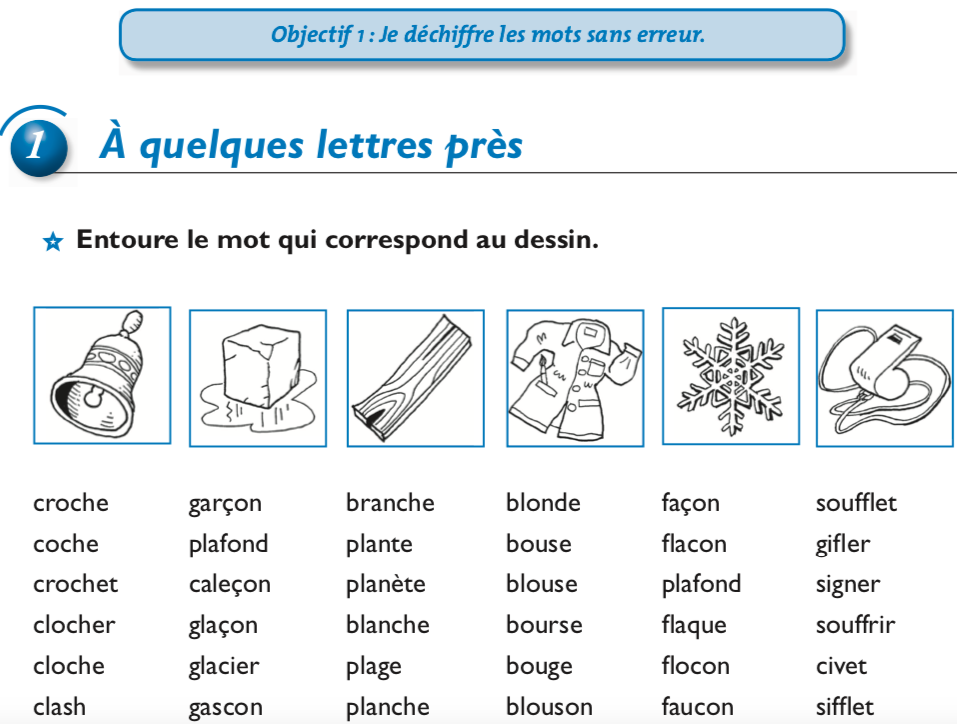 Objectif 1 : Je déchiffre les mots sans erreur.
1 À quelques lettres près
Entoure le mot qui correspond au dessin.
croche garçon branche blonde façon soufflet
coche plafond plante bouse flacon gifler
crochet caleçon planète blouse plafond signer
clocher glaçon blanche bourse flaque souffrir
cloche glacier plage bouge flocon civet
clash gascon planche blouson faucon sifflet